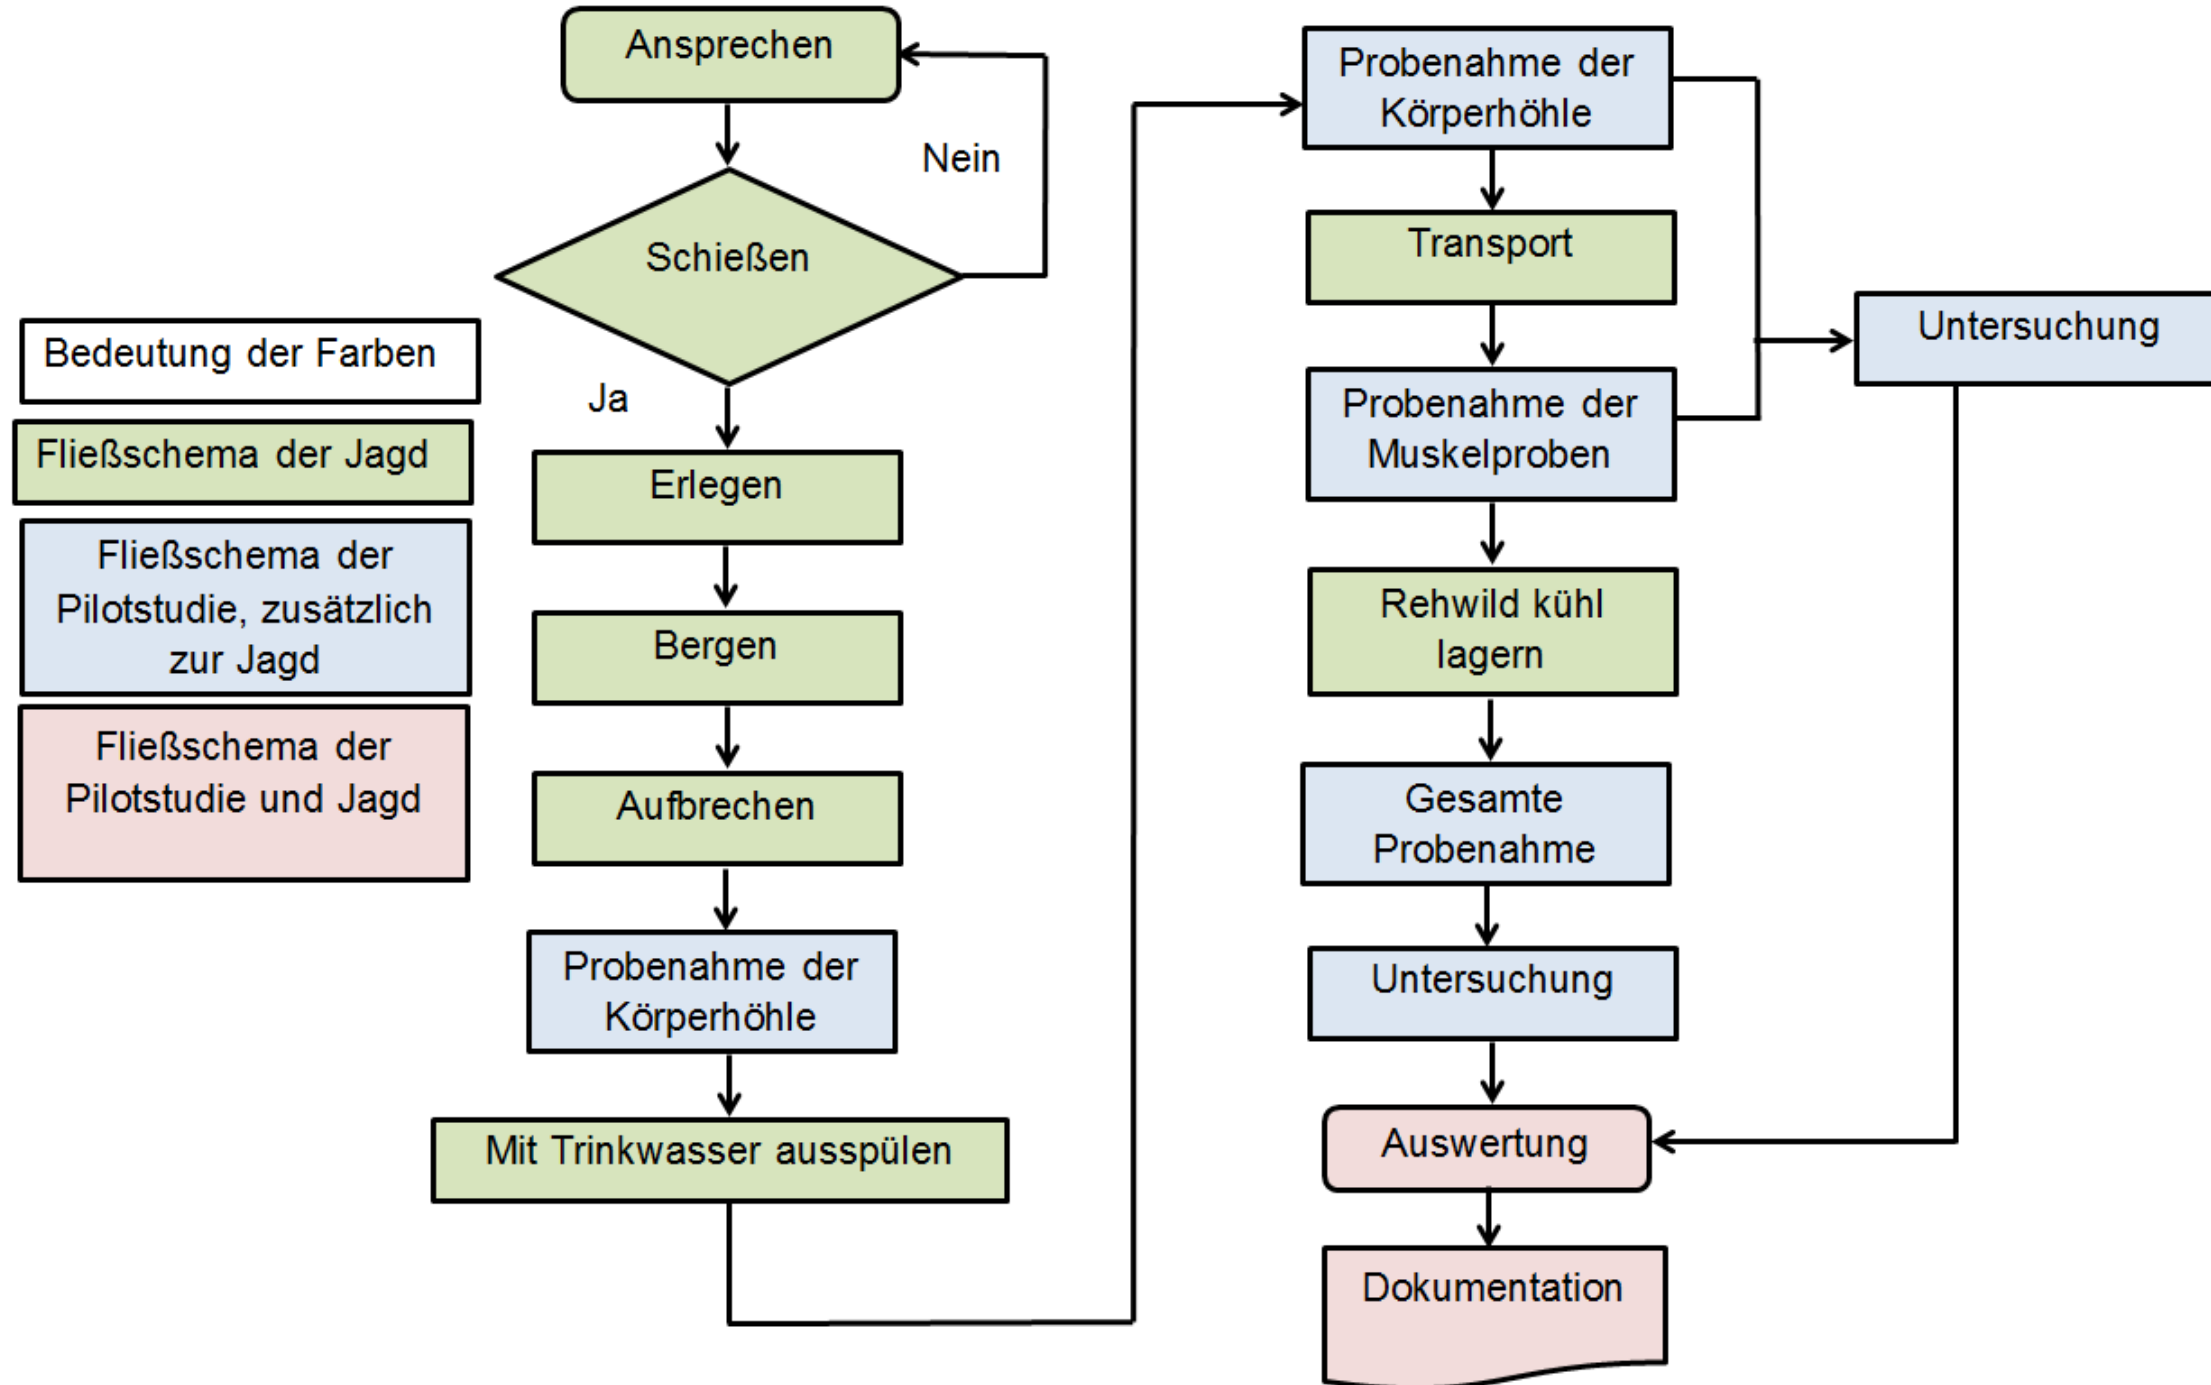 Ansprechen
Nein
Schießen
Ja
Erlegen
Bergen
Aufbrechen
Probenahme der
Körperhöhle
Mit Trinkwasser ausspülen
Bedeutung der Farben
Fließschema der Jagd
Fließschema der
Pilotstudie, zusätzlich
zur Jagd
Fließschema der
Pilotstudie und Jagd
Probenahme der
Körperhöhle
Transport
Probenahme der
Muskelproben
Rehwild kühl
lagern
Gesamte
Probenahme
Untersuchung
Auswertung
Dokumentation
Untersuchung